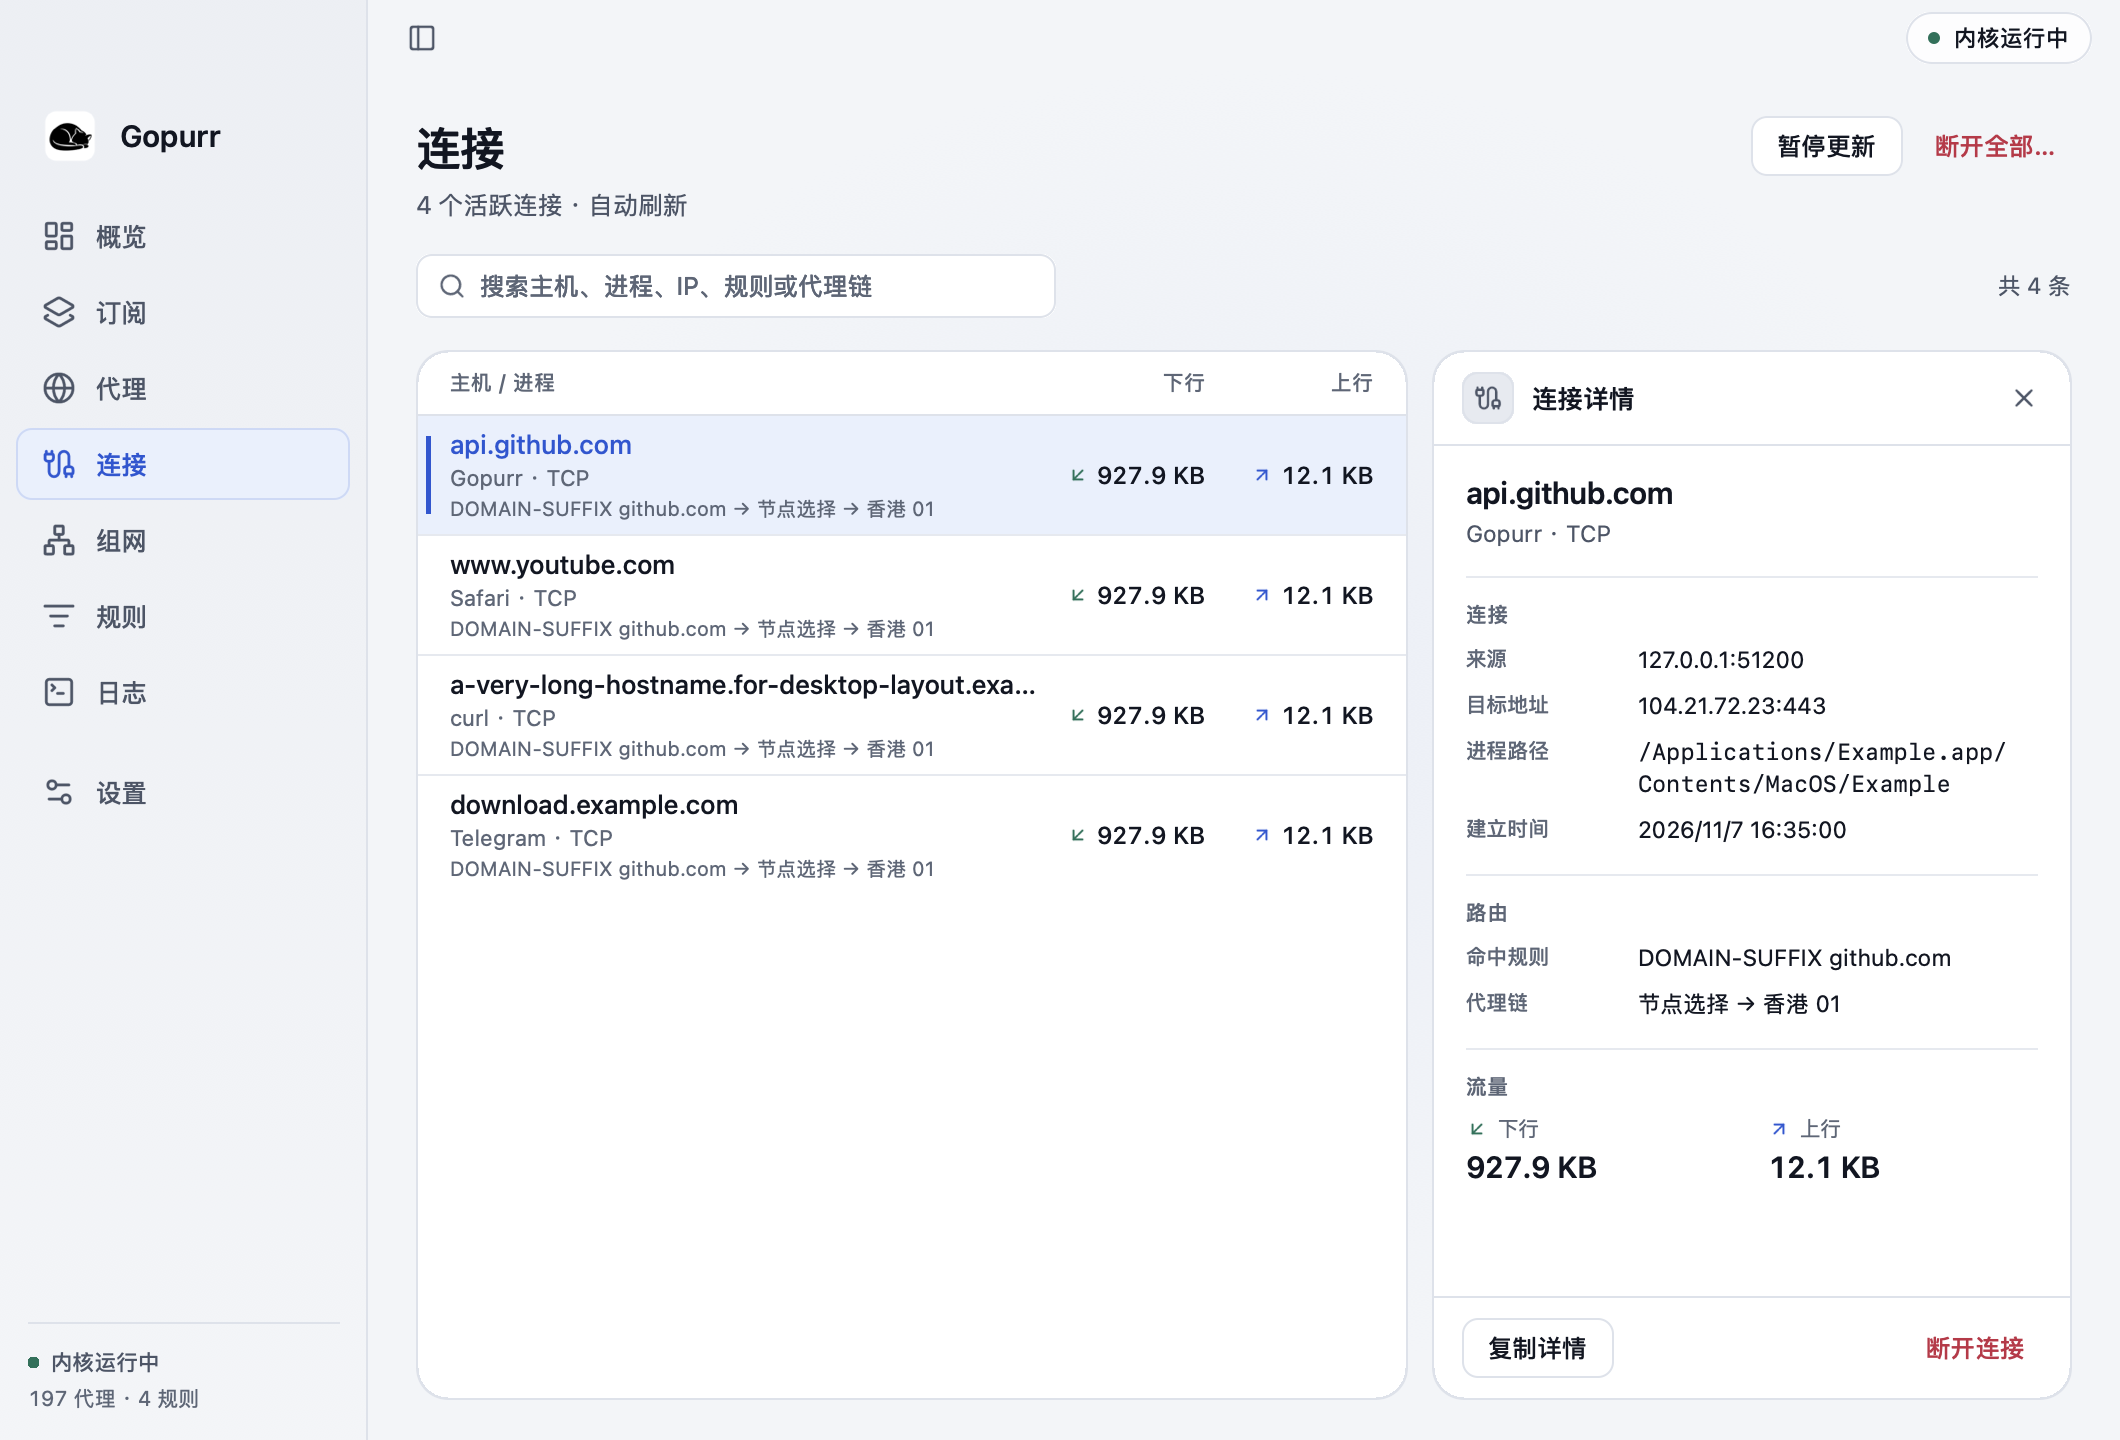 内核运行中
Gopurr
概览
订阅
代理
连接
组网
规则
日志
设置
内核运行中
197 代理 · 4 规则
连接
4 个活跃连接 · 自动刷新
暂停更新
断开全部...
搜索主机、进程、IP、规则或代理链
共 4 条
主机 / 进程 下行 上行
api.github.com
Gopurr · TCP
DOMAIN-SUFFIX github.com → 节点选择 → 香港 01
927.9 KB 12.1 KB
www.youtube.com
Safari · TCP
DOMAIN-SUFFIX github.com → 节点选择 → 香港 01
927.9 KB 12.1 KB
a-very-long-hostname.for-desktop-layout.exa...
curl · TCP
DOMAIN-SUFFIX github.com → 节点选择 → 香港 01
927.9 KB 12.1 KB
download.example.com
Telegram · TCP
DOMAIN-SUFFIX github.com → 节点选择 → 香港 01
927.9 KB 12.1 KB
连接详情
api.github.com
Gopurr · TCP
连接
来源 127.0.0.1:51200
目标地址 104.21.72.23:443
进程路径 /Applications/Example.app/
Contents/MacOS/Example
建立时间 2026/11/7 16:35:00
路由
命中规则 DOMAIN-SUFFIX github.com
代理链 节点选择 → 香港 01
流量
下行 上行
927.9 KB 12.1 KB
复制详情 断开连接